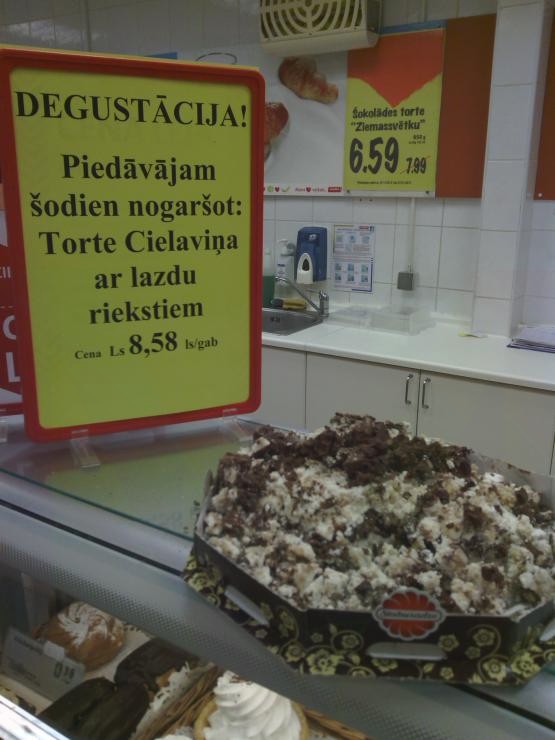 DEGUSTĀCIJA!
Piedāvājam
šodien nogaršot:
Torte Cielaviņa
ar lazdu
riekstiem
Cena Ls 8,58 ls/gab
Šokolādes torte
"Ziemassvētku"
850 g
6.59 7.99